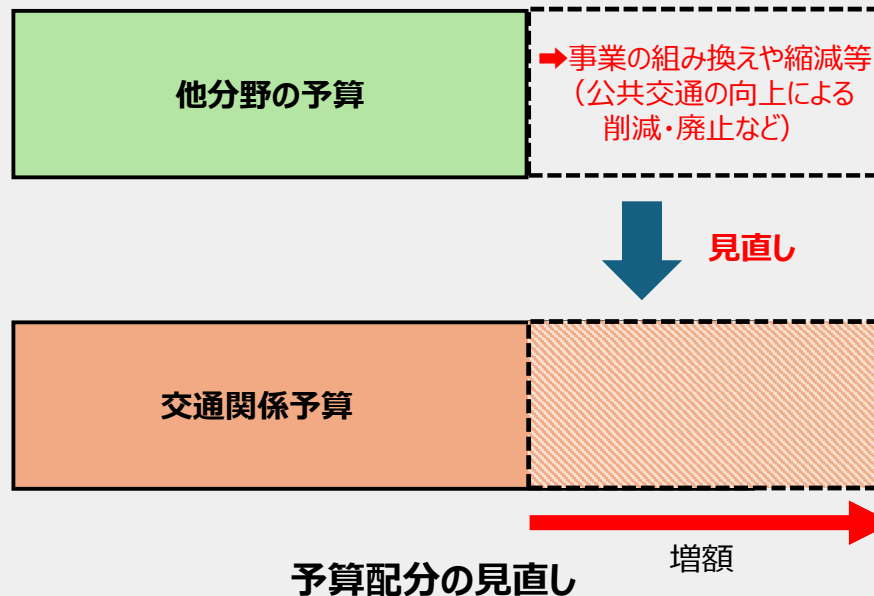 他分野の予算
➡事業の組み換えや縮減等
（公共交通の向上による
削減・廃止など）
見直し
交通関係予算
増額
予算配分の見直し